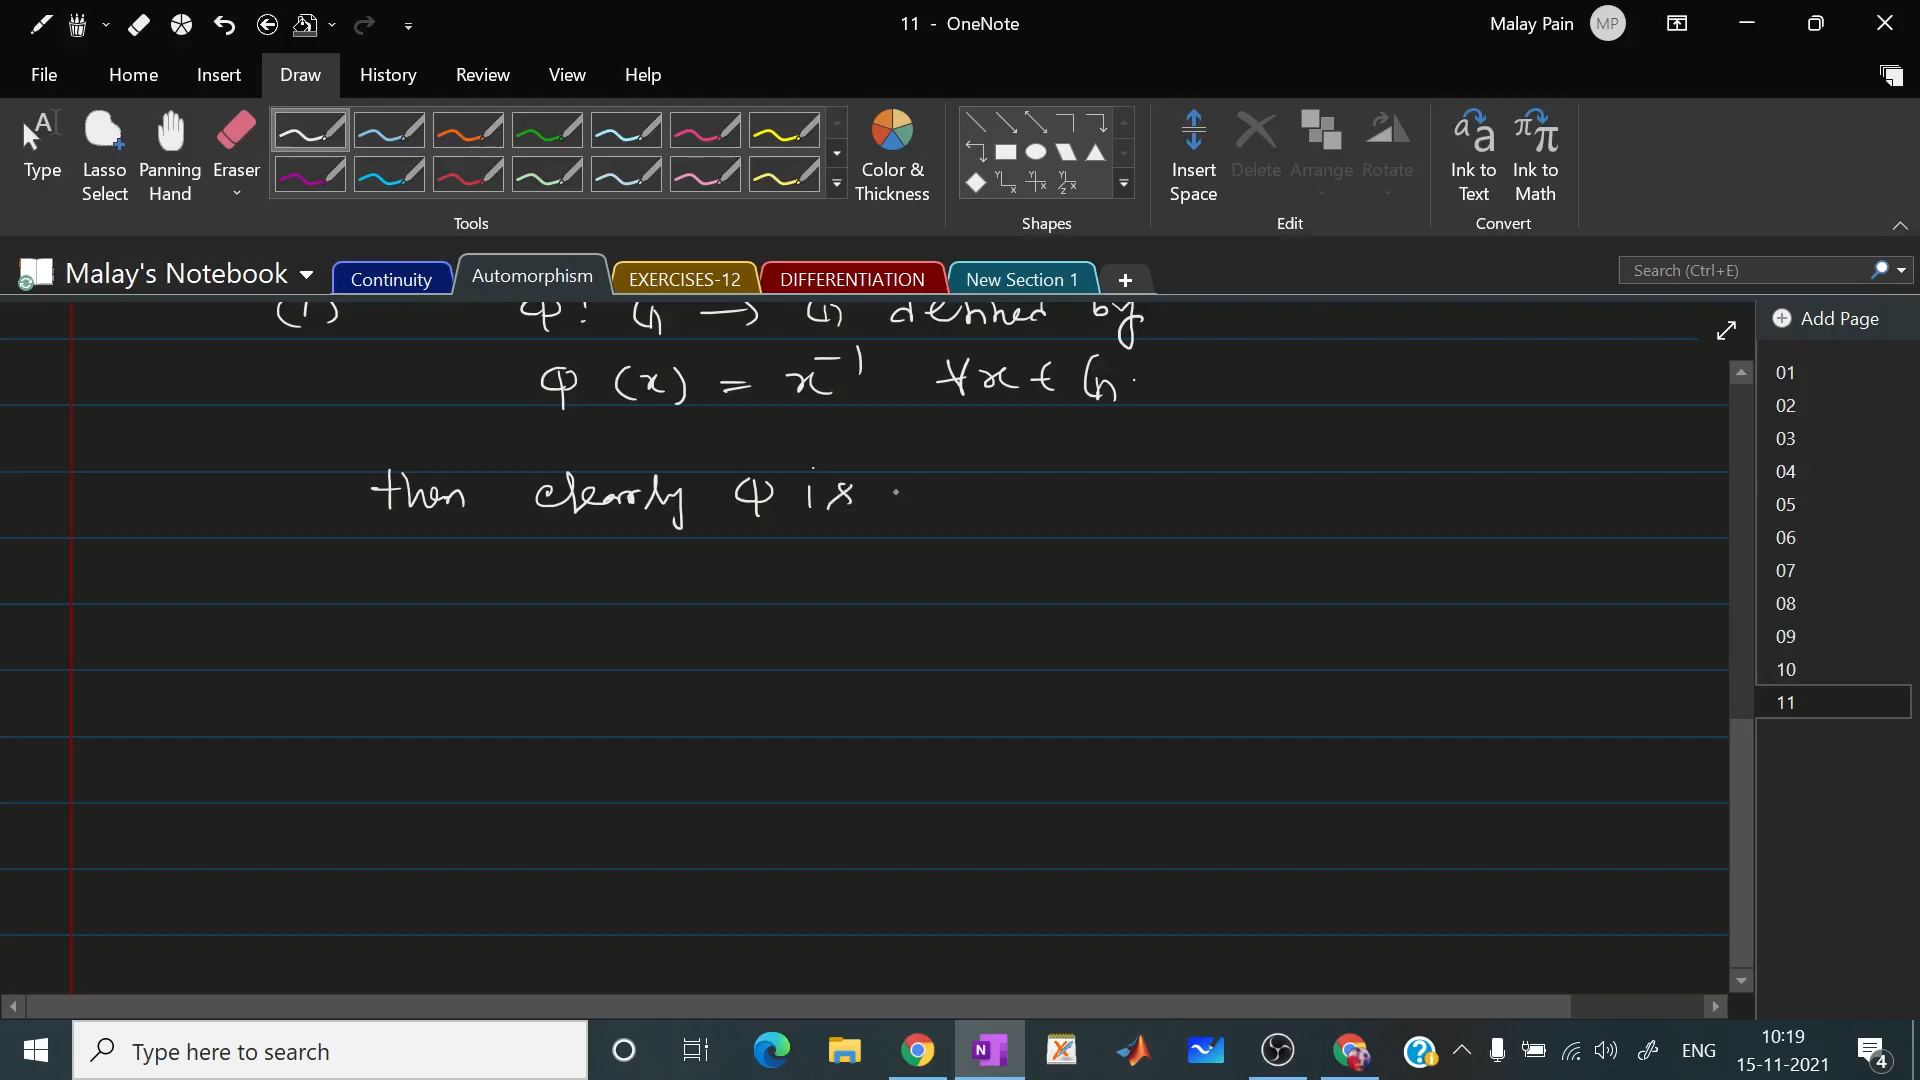 11 - OneNote
Malay Pain MP
File Home Insert Draw History Review View Help
Type Lasso Select Panning Hand Eraser Color & Thickness Insert Space Delete Arrange Rotate Ink to Text Ink to Math
Tools Shapes Edit Convert
Malay's Notebook Continuity Automorphism EXERCISES-12 DIFFERENTIATION New Section 1 + Search (Ctrl+E)
(1) φ: G → G defined by
φ (x) = x⁻¹ ∀x ∈ G.
then clearly φ is
Add Page
01
02
03
04
05
06
07
08
09
10
11
Type here to search
ENG
10:19
15-11-2021
4